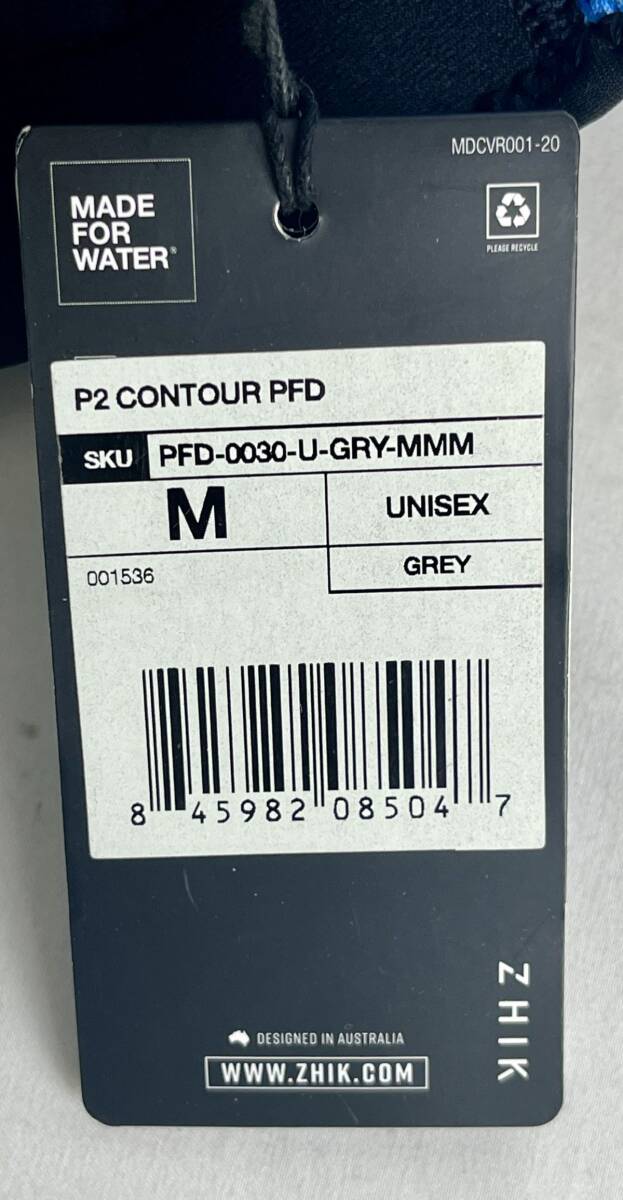 MDCVR001-20
MADE
FOR
WATER®
PLEASE RECYCLE
P2 CONTOUR PFD
SKU PFD-0030-U-GRY-MMM
M UNISEX
001536 GREY
8 45982 08504 7
ZHIK
DESIGNED IN AUSTRALIA
WWW.ZHIK.COM